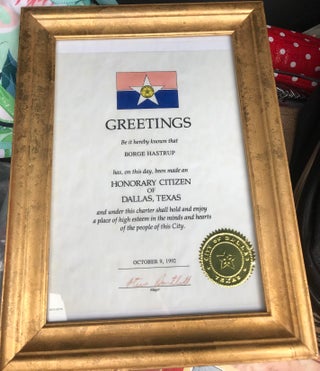 GREETINGS
Be it hereby known that
BORGE HASTRUP
has, on this day, been made an
HONORARY CITIZEN
OF
DALLAS, TEXAS
and under this charter shall hold and enjoy
a place of high esteem in the minds and hearts
of the people of this City.
OCTOBER 9, 1992
Mayor
CITY OF DALLAS
TEXAS